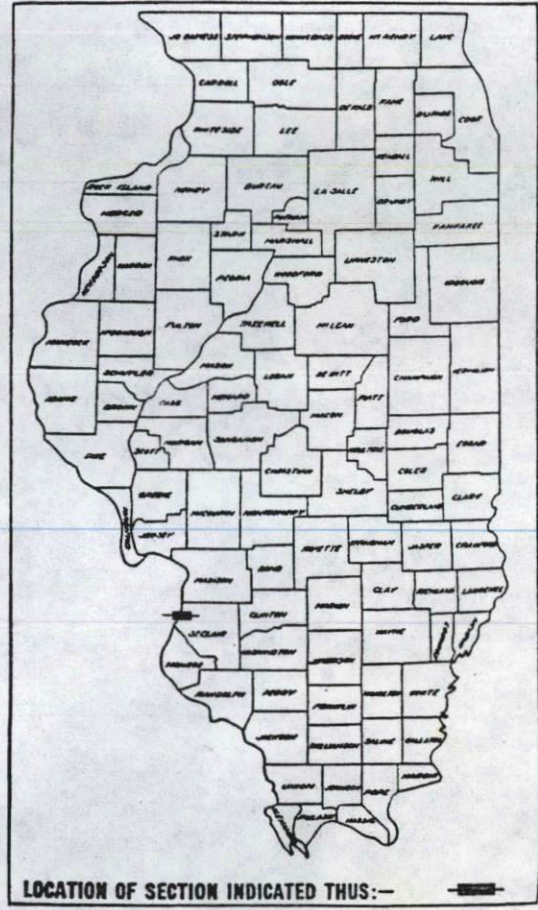 JO DAVIESS STEPHENSON WINNEBAGO BOONE MC HENRY LAKE
CARROLL OGLE
DEKALB KANE DUPAGE COOK
WHITESIDE LEE
KENDALL
ROCK ISLAND HENRY BUREAU LA SALLE GRUNDY WILL
MERCER PUTNAM
STARK MARSHALL KANKAKEE
HENDERSON WARREN KNOX
PEORIA WOODFORD LIVINGSTON IROQUOIS
HANCOCK MCDONOUGH FULTON TAZEWELL MCLEAN FORD
SCHUYLER MASON LOGAN DE WITT
ADAMS BROWN CASS MENARD PIATT CHAMPAIGN VERMILION
MACON
PIKE SCOTT MORGAN SANGAMON MOULTRIE DOUGLAS EDGAR
CHRISTIAN COLES
SHELBY
GREENE CUMBERLAND CLARK
CALHOUN JERSEY MACOUPIN MONTGOMERY
FAYETTE EFFINGHAM JASPER CRAWFORD
MADISON BOND
CLAY RICHLAND LAWRENCE
CLINTON MARION
ST.CLAIR WAYNE
WASHINGTON JEFFERSON
MONROE
RANDOLPH PERRY HAMILTON WHITE
FRANKLIN
JACKSON WILLIAMSON SALINE GALLATIN
UNION JOHNSON POPE HARDIN
PULASKI MASSAC
LOCATION OF SECTION INDICATED THUS:–